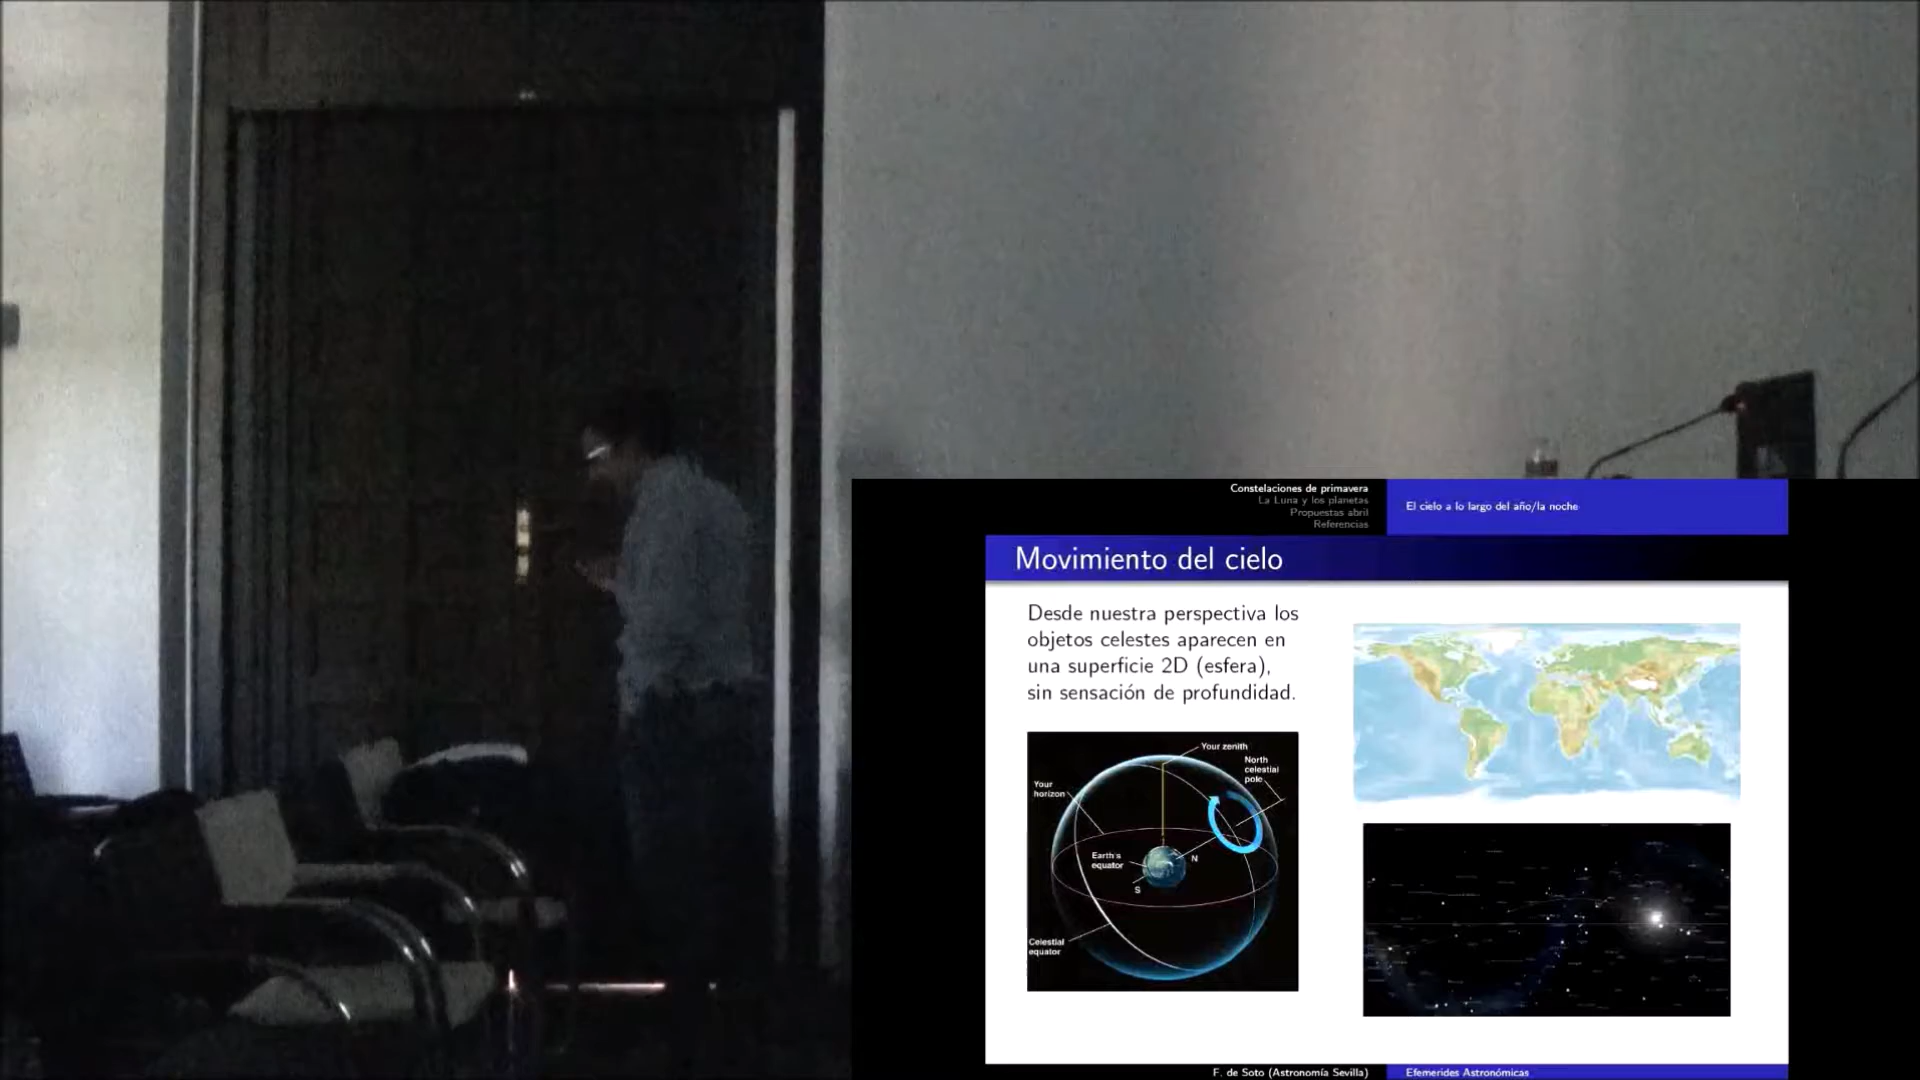 Constelaciones de primavera
La Luna y los planetas
Propuestas abril
Referencias
El cielo a lo largo del año/la noche
Movimiento del cielo
Desde nuestra perspectiva los
objetos celestes aparecen en
una superficie 2D (esfera),
sin sensación de profundidad.
Your zenith
North
celestial
pole
Your
horizon
Earth's
equator
N
S
Celestial
equator
F. de Soto (Astronomía Sevilla)
Efemerides Astronómicas